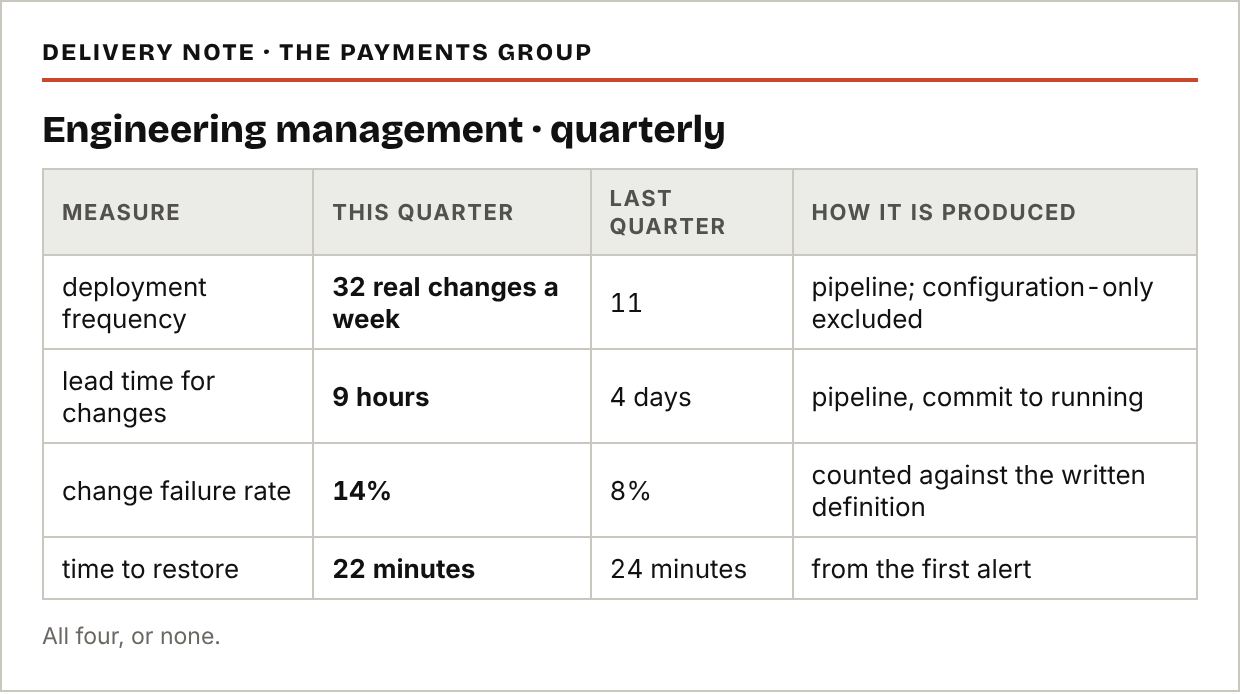 DELIVERY NOTE · THE PAYMENTS GROUP
Engineering management · quarterly
MEASURE
THIS QUARTER
LAST
QUARTER
HOW IT IS PRODUCED
deployment
frequency
32 real changes a
week
11
pipeline; configuration-only
excluded
lead time for
changes
9 hours
4 days
pipeline, commit to running
change failure rate
14%
8%
counted against the written
definition
time to restore
22 minutes
24 minutes
from the first alert
All four, or none.